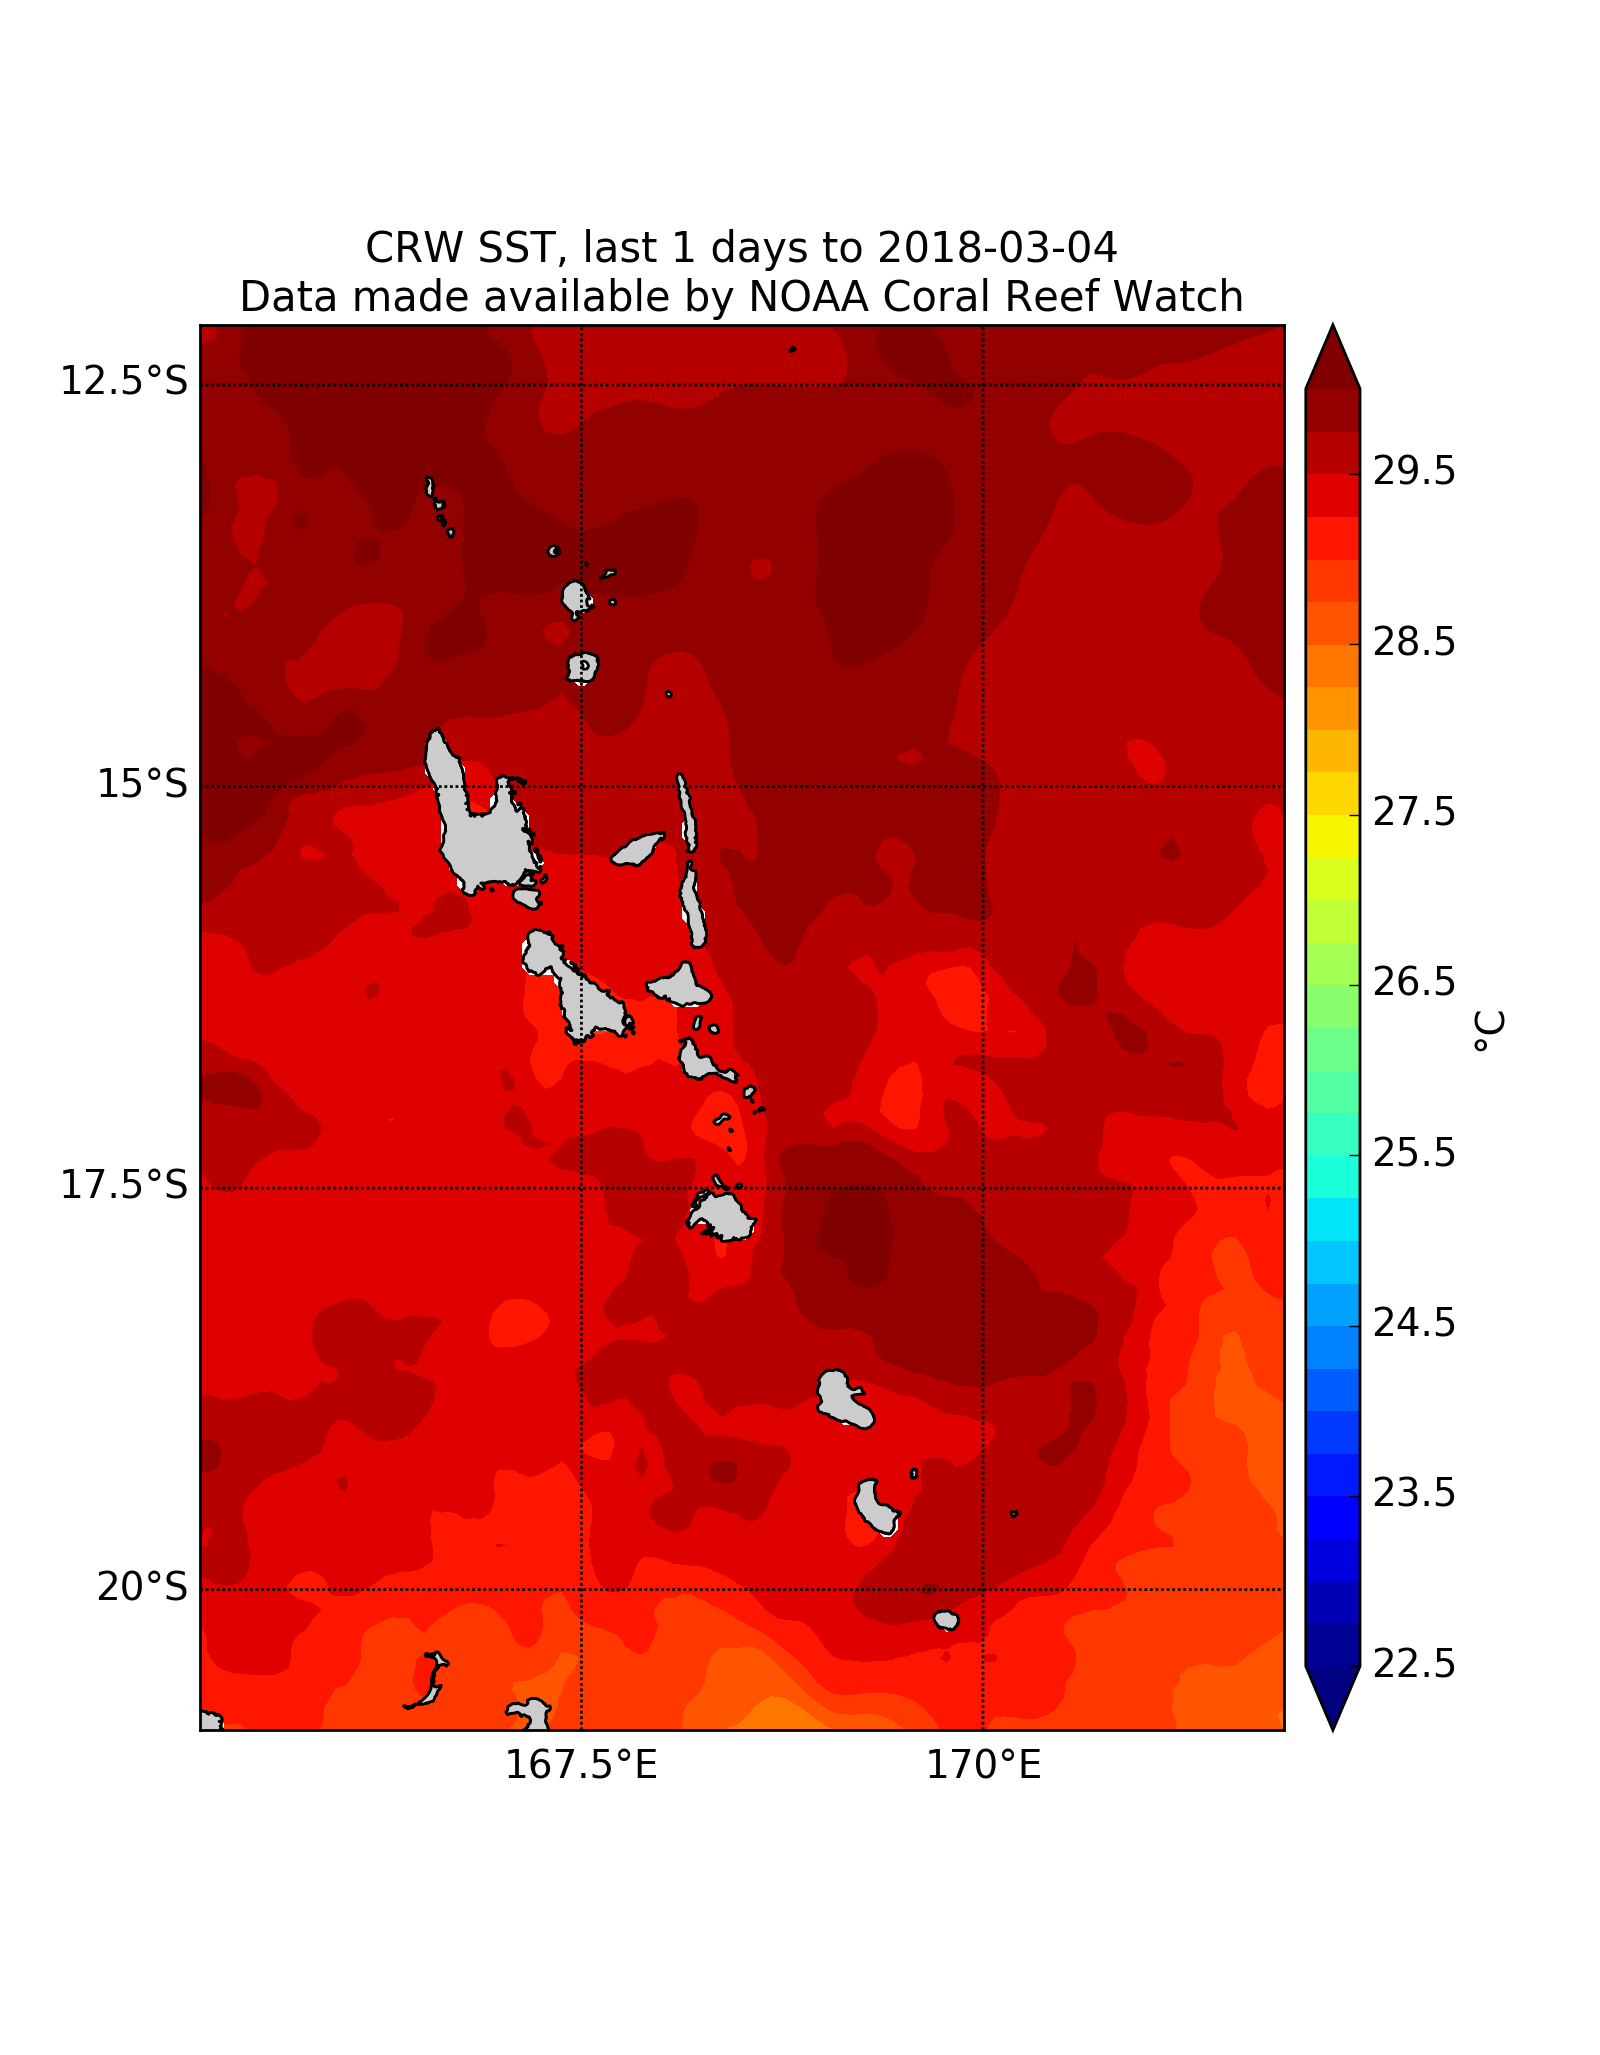 CRW SST, last 1 days to 2018-03-04
Data made available by NOAA Coral Reef Watch
12.5°S
15°S
17.5°S
20°S
167.5°E
170°E
29.5
28.5
27.5
26.5
25.5
24.5
23.5
22.5
°C